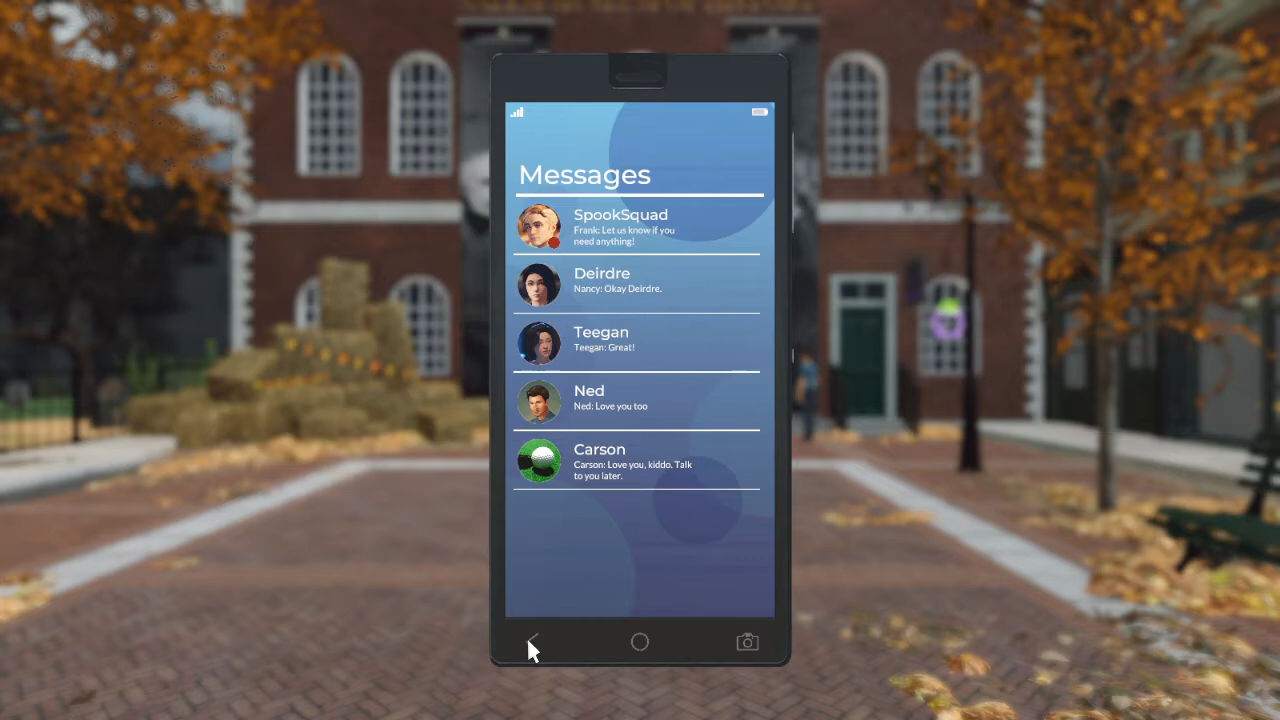 Messages
SpookSquad
Frank: Let us know if you
need anything!
Deirdre
Nancy: Okay Deirdre.
Teegan
Teegan: Great!
Ned
Ned: Love you too
Carson
Carson: Love you, kiddo. Talk
to you later.